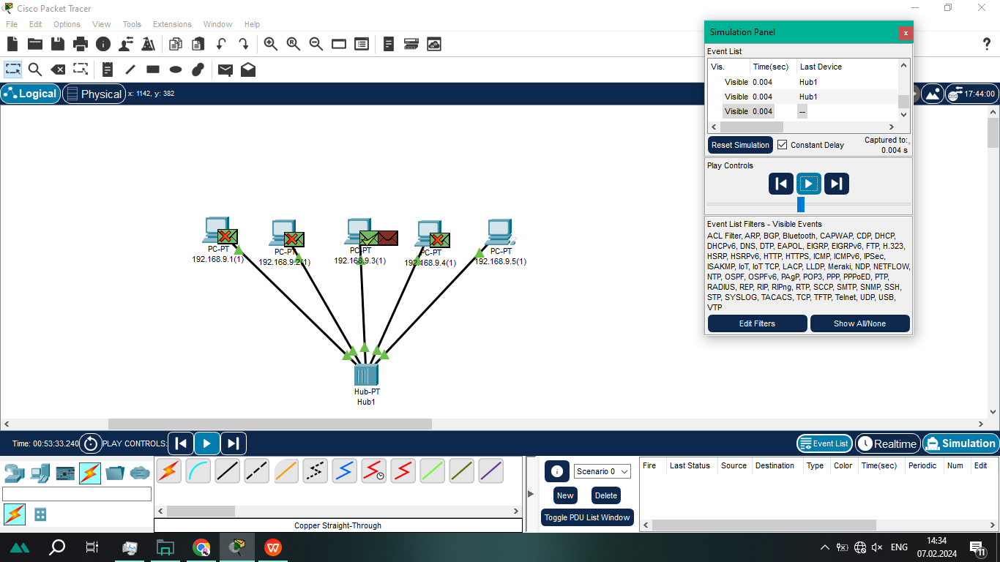 Cisco Packet Tracer
File Edit Options View Tools Extensions Window Help
Logical Physical x: 1142, y: 382
17:44:00
Simulation Panel
x
Event List
Vis. Time(sec) Last Device
Visible 0.004 Hub1
Visible 0.004 Hub1
Visible 0.004 --
Reset Simulation Constant Delay Captured to:
0.004 s
Play Controls
Event List Filters - Visible Events
ACL Filter, ARP, BGP, Bluetooth, CAPWAP, CDP, DHCP,
DHCPv6, DNS, DTP, EAPOL, EIGRP, EIGRPv6, FTP, H.323,
HSRP, HSRPv6, HTTP, HTTPS, ICMP, ICMPv6, IPSec,
ISAKMP, IoT, IoT TCP, LACP, LLDP, Meraki, NDP, NETFLOW,
NTP, OSPF, OSPFv6, PAgP, POP3, PPP, PPPoED, PTP,
RADIUS, REP, RIP, RIPng, RTP, SCCP, SMTP, SNMP, SSH,
STP, SYSLOG, TACACS, TCP, TFTP, Telnet, UDP, USB,
VTP
Edit Filters Show All/None
PC-PT
192.168.9.1(1)
PC-PT
192.168.9.2(1)
PC-PT
192.168.9.3(1)
PC-PT
192.168.9.4(1)
PC-PT
192.168.9.5(1)
Hub-PT
Hub1
Time: 00:53:33.240 PLAY CONTROLS:
Event List Realtime Simulation
Copper Straight-Through
Scenario 0
New Delete
Toggle PDU List Window
Fire Last Status Source Destination Type Color Time(sec) Periodic Num Edit
W
ENG
14:34
07.02.2024
11